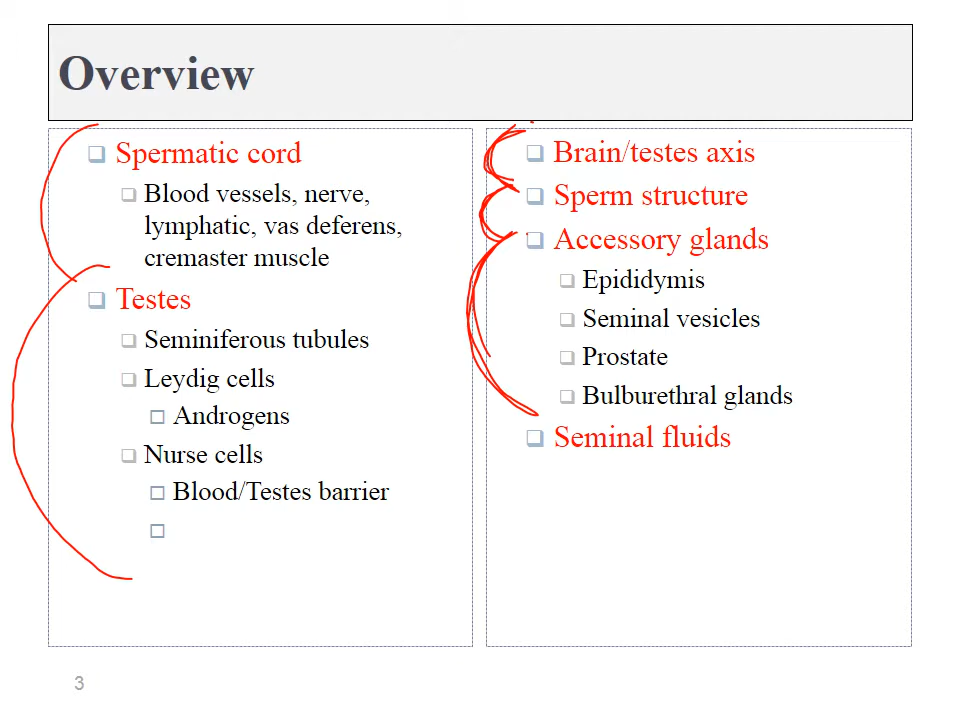 Overview
Spermatic cord
Blood vessels, nerve,
lymphatic, vas deferens,
cremaster muscle
Testes
Seminiferous tubules
Leydig cells
Androgens
Nurse cells
Blood/Testes barrier
Brain/testes axis
Sperm structure
Accessory glands
Epididymis
Seminal vesicles
Prostate
Bulburethral glands
Seminal fluids
3